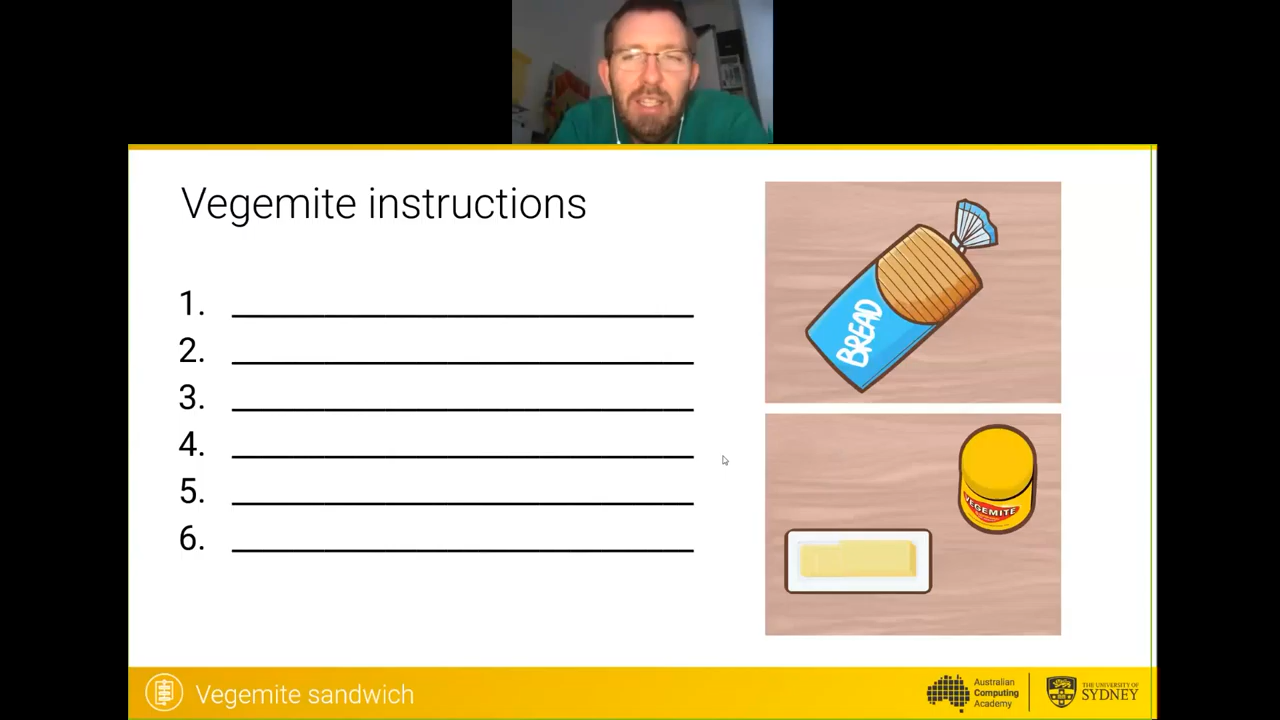 Vegemite instructions
1.
2.
3.
4.
5.
6.
BREAD
VEGEMITE
Vegemite sandwich
Australian
Computing
Academy
THE UNIVERSITY OF
SYDNEY